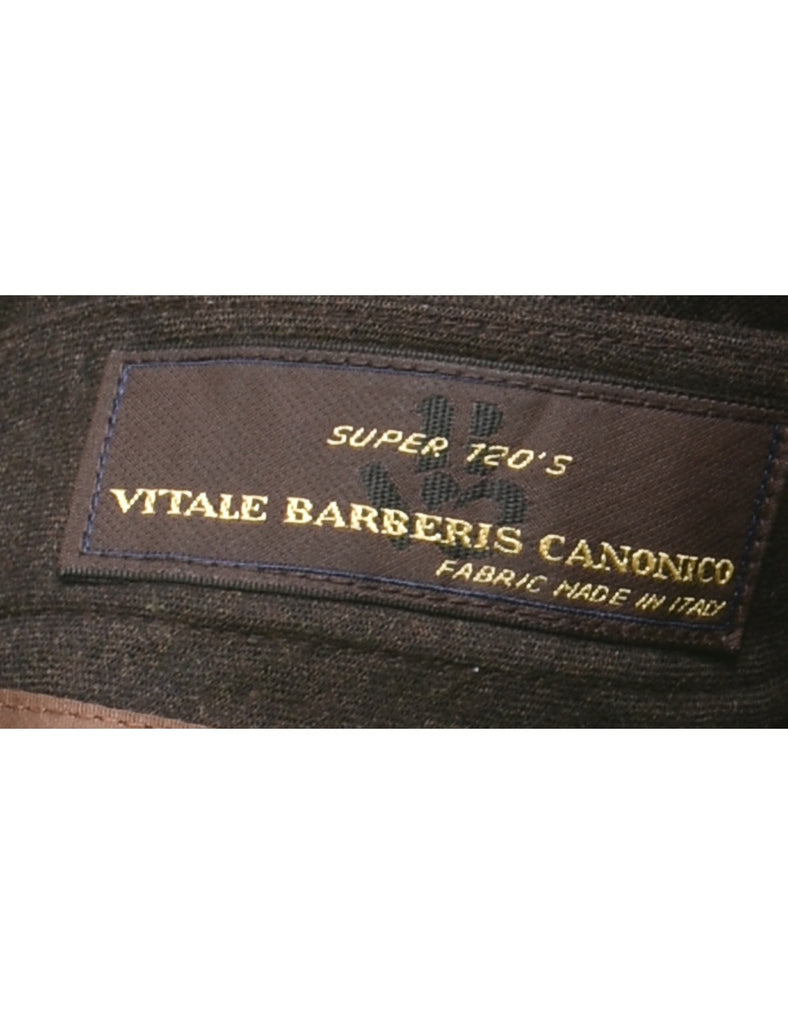 SUPER 120'S
VITALE BARBERIS CANONICO
FABRIC MADE IN ITALY